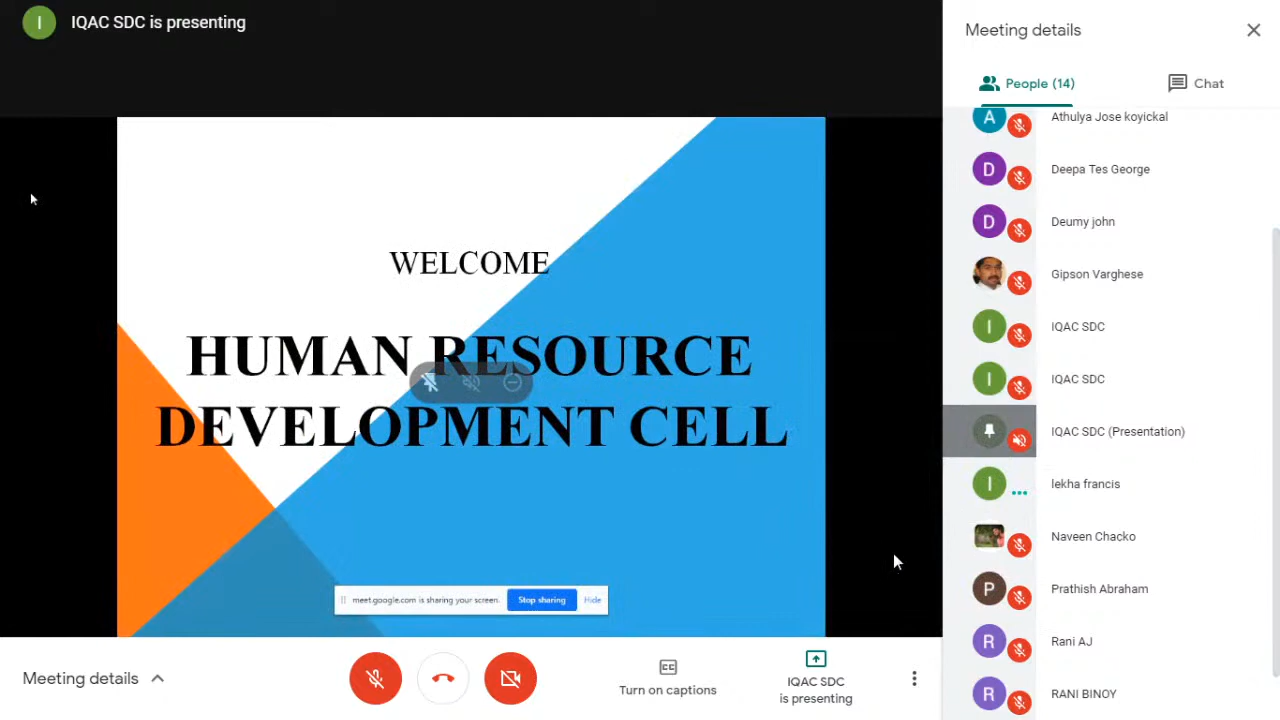 I
IQAC SDC is presenting
WELCOME
HUMAN RESOURCE
DEVELOPMENT CELL
meet.google.com is sharing your screen.
Stop sharing
Hide
Meeting details
Turn on captions
IQAC SDC
is presenting
Meeting details
People (14)
Chat
A
Athulya Jose koyickal
D
Deepa Tes George
D
Deumy john
Gipson Varghese
I
IQAC SDC
I
IQAC SDC
IQAC SDC (Presentation)
l
lekha francis
Naveen Chacko
P
Prathish Abraham
R
Rani AJ
R
RANI BINOY